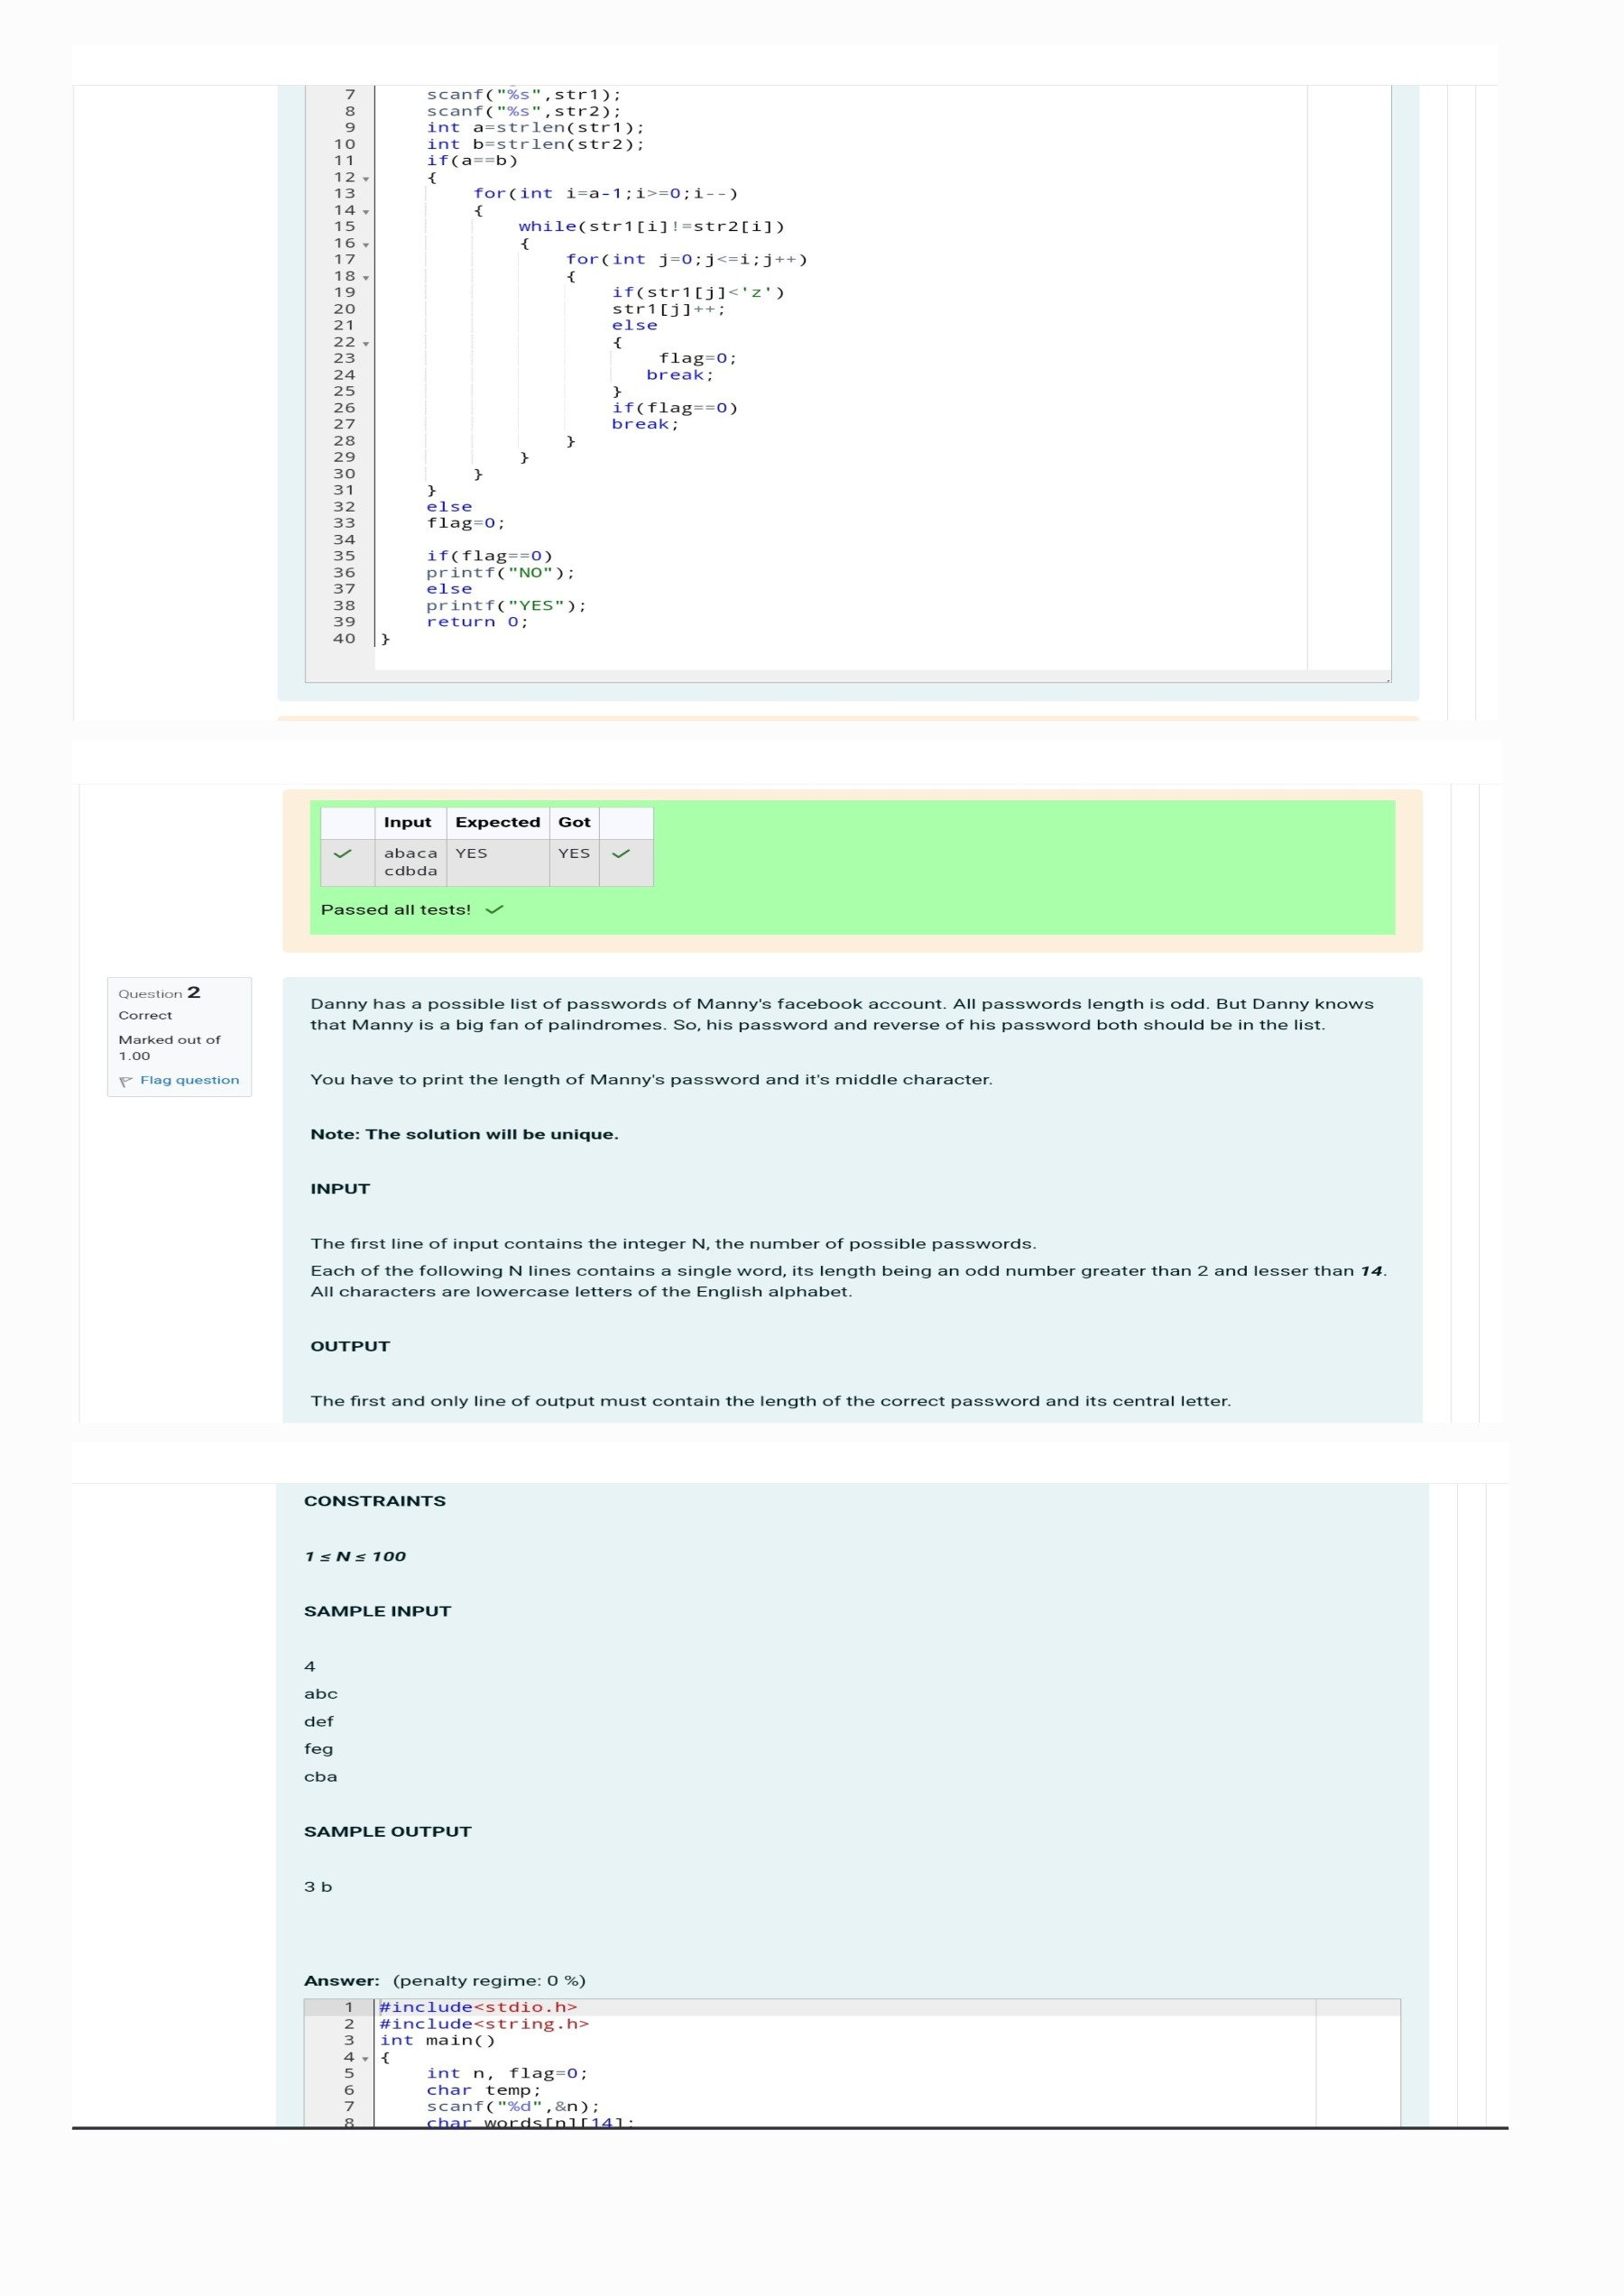 7 scanf("%s",str1);
8 scanf("%s",str2);
9 int a=strlen(str1);
10 int b=strlen(str2);
11 if(a==b)
12 {
13 for(int i=a-1;i>=0;i--)
14 {
15 while(str1[i]!=str2[i])
16 {
17 for(int j=0;j<=i;j++)
18 {
19 if(str1[j]<'z')
20 str1[j]++;
21 else
22 {
23 flag=0;
24 break;
25 }
26 if(flag==0)
27 break;
28 }
29 }
30 }
31 }
32 else
33 flag=0;
34
35 if(flag==0)
36 printf("NO");
37 else
38 printf("YES");
39 return 0;
40 }
Input Expected Got
abaca YES YES
cdbda
Passed all tests!
Question 2
Correct
Marked out of
1.00
Flag question
Danny has a possible list of passwords of Manny's facebook account. All passwords length is odd. But Danny knows
that Manny is a big fan of palindromes. So, his password and reverse of his password both should be in the list.
You have to print the length of Manny's password and it's middle character.
Note: The solution will be unique.
INPUT
The first line of input contains the integer N, the number of possible passwords.
Each of the following N lines contains a single word, its length being an odd number greater than 2 and lesser than 14.
All characters are lowercase letters of the English alphabet.
OUTPUT
The first and only line of output must contain the length of the correct password and its central letter.
CONSTRAINTS
1 ≤ N ≤ 100
SAMPLE INPUT
4
abc
def
feg
cba
SAMPLE OUTPUT
3 b
Answer: (penalty regime: 0 %)
1 #include<stdio.h>
2 #include<string.h>
3 int main()
4 {
5 int n, flag=0;
6 char temp;
7 scanf("%d",&n);
8 char words[n][14];